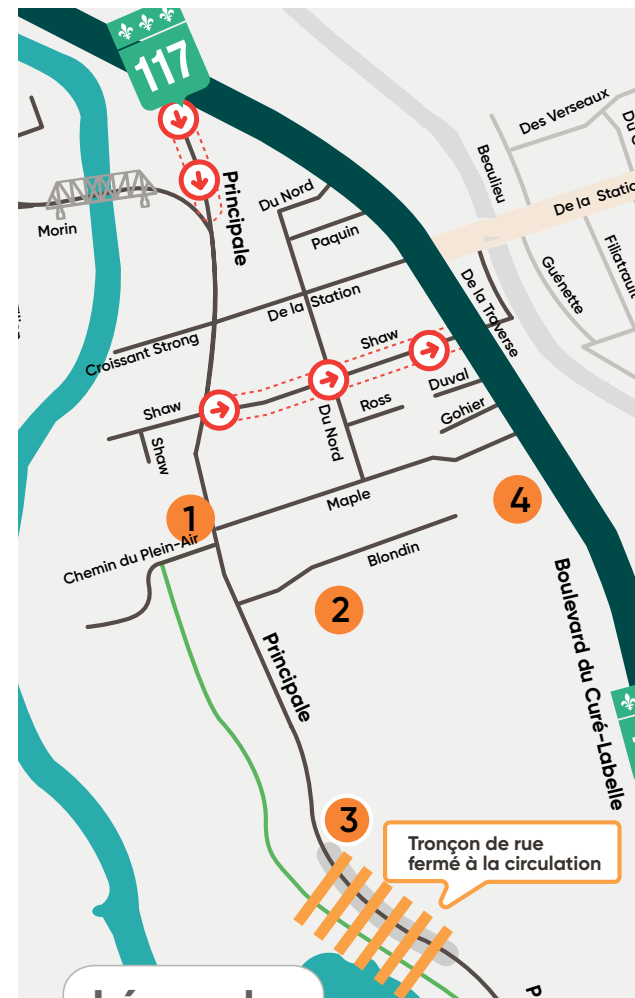 117
Principale
Morin
Du Nord
Paquin
Des Verseaux
Beaulieu
De la
Guénette
Filiatrault
De la Station
De la Traverse
Croissant Strong
Shaw
Shaw
Shaw
Du Nord
Ross
Duval
Gohier
1
Maple
4
Chemin du Plein-Air
Blondin
2
Principale
Boulevard du Curé-Labelle
3
Tronçon de rue
fermé à la circulation